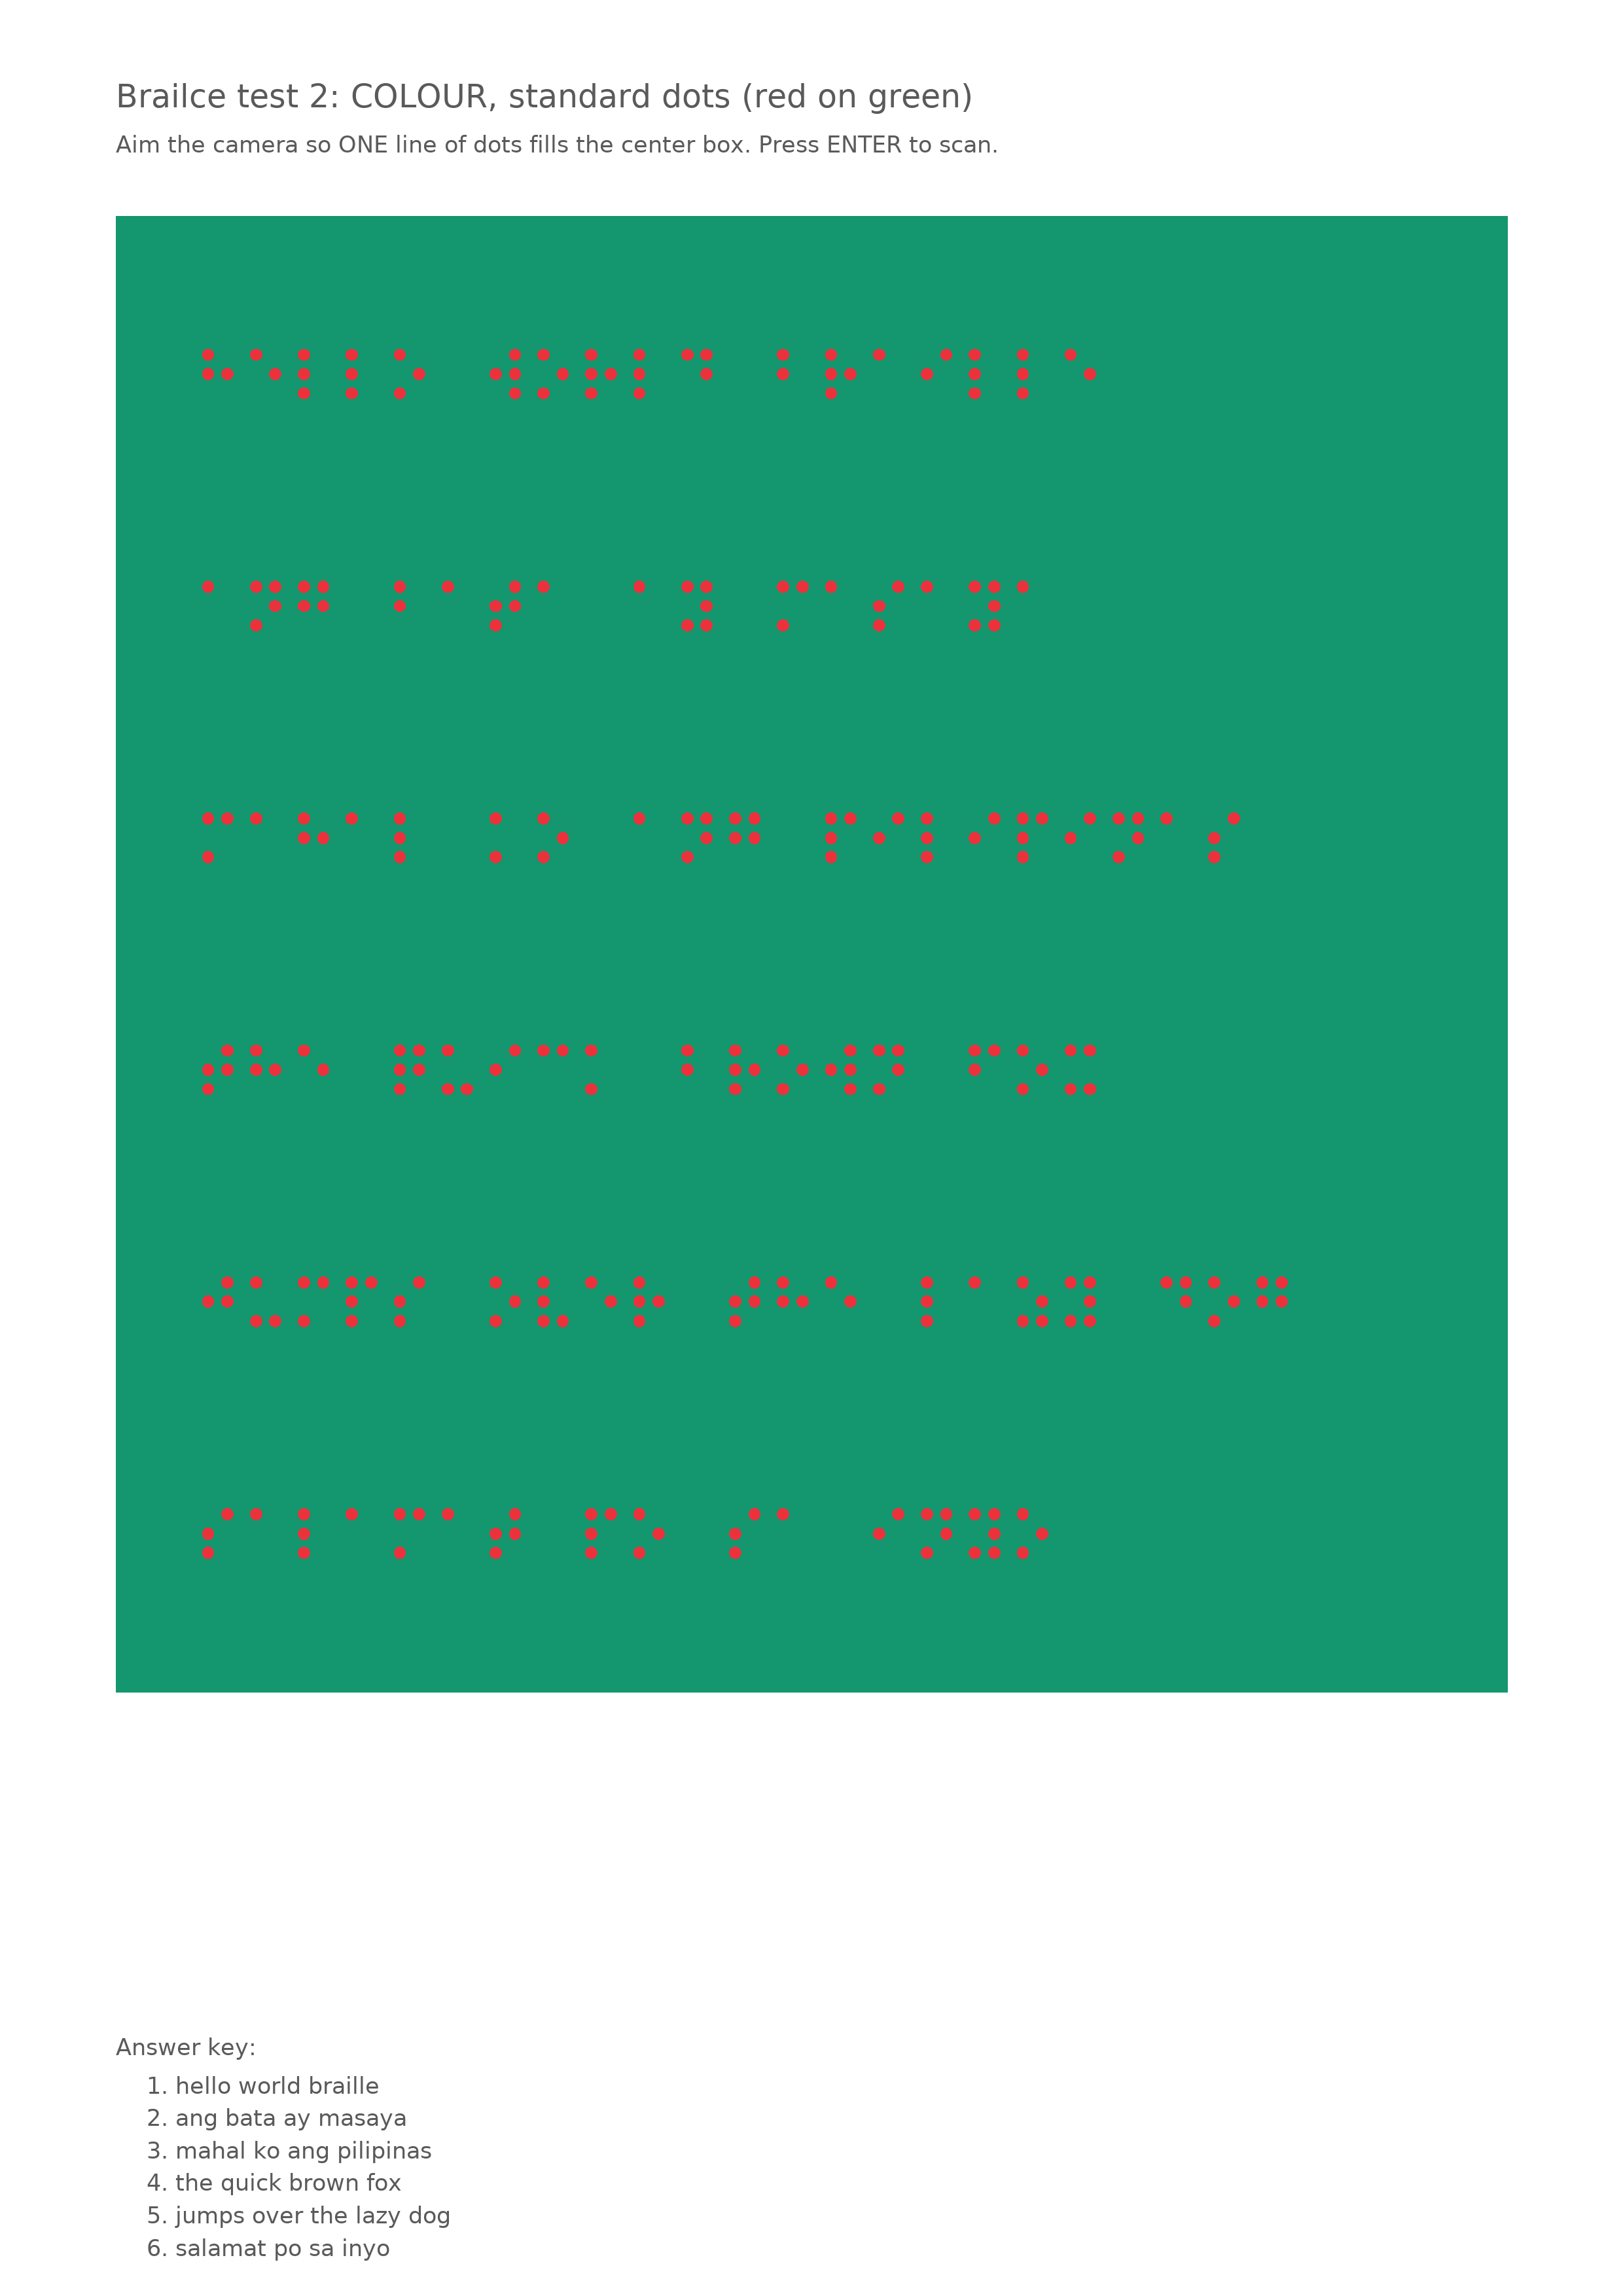 Brailce test 2: COLOUR, standard dots (red on green)
Aim the camera so ONE line of dots fills the center box. Press ENTER to scan.
⠓⠑⠇⠇⠕ ⠺⠕⠗⠇⠙ ⠃⠗⠁⠊⠇⠇⠑
⠁⠝⠛ ⠃⠁⠞⠁ ⠁⠽ ⠍⠁⠎⠁⠽⠁
⠍⠁⠓⠁⠇ ⠅⠕ ⠁⠝⠛ ⠏⠊⠇⠊⠏⠊⠝⠁⠎
⠞⠓⠑ ⠟⠥⠊⠉⠅ ⠃⠗⠕⠺⠝ ⠋⠕⠭
⠚⠥⠍⠏⠎ ⠕⠧⠑⠗ ⠞⠓⠑ ⠇⠁⠵⠽ ⠙⠕⠛
⠎⠁⠇⠁⠍⠁⠞ ⠏⠕ ⠎⠁ ⠊⠝⠽⠕
Answer key:
1. hello world braille
2. ang bata ay masaya
3. mahal ko ang pilipinas
4. the quick brown fox
5. jumps over the lazy dog
6. salamat po sa inyo